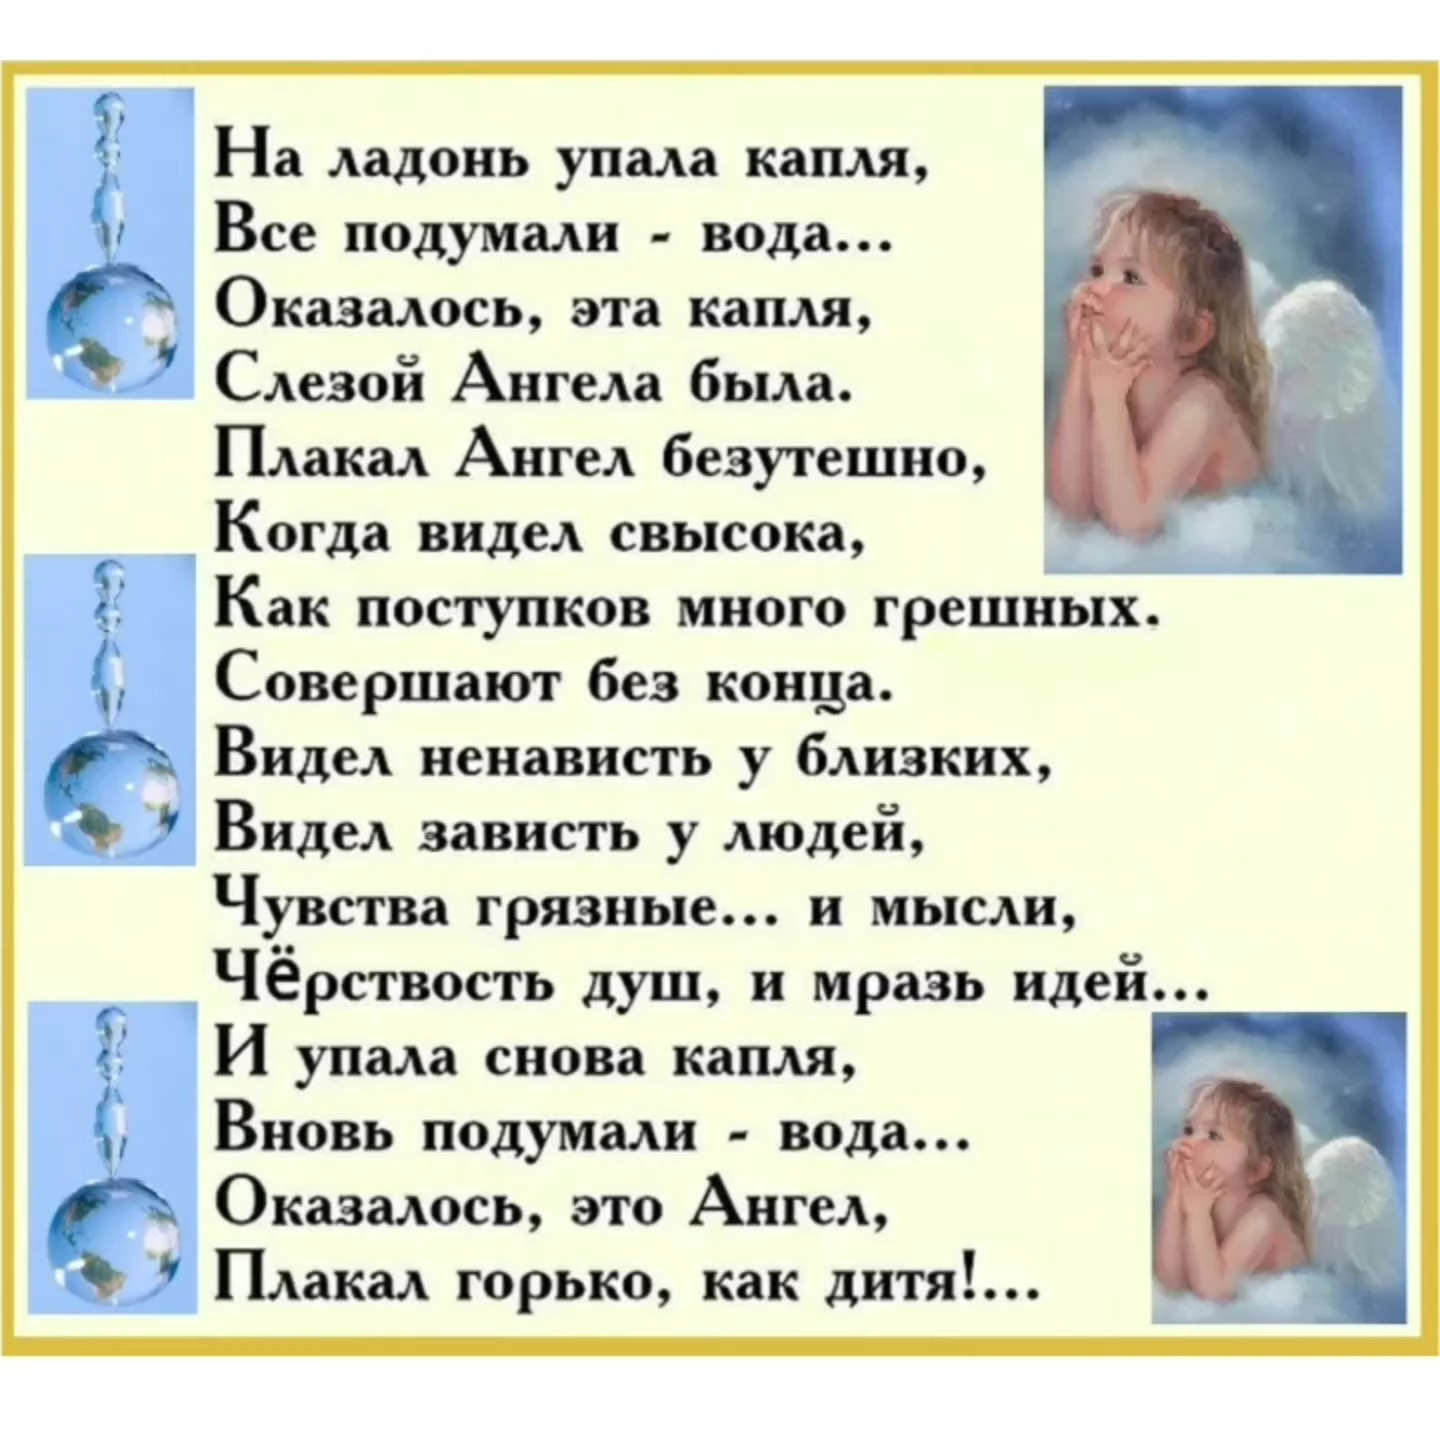 На ладонь упала капля,
Все подумали - вода...
Оказалось, эта капля,
Слезой Ангела была.
Плакал Ангел безутешно,
Когда видел свысока,
Как поступков много грешных.
Совершают без конца.
Видел ненависть у близких,
Видел зависть у людей,
Чувства грязные... и мысли,
Чёрствость душ, и мразь идей...
И упала снова капля,
Вновь подумали - вода...
Оказалось, это Ангел,
Плакал горько, как дитя!...